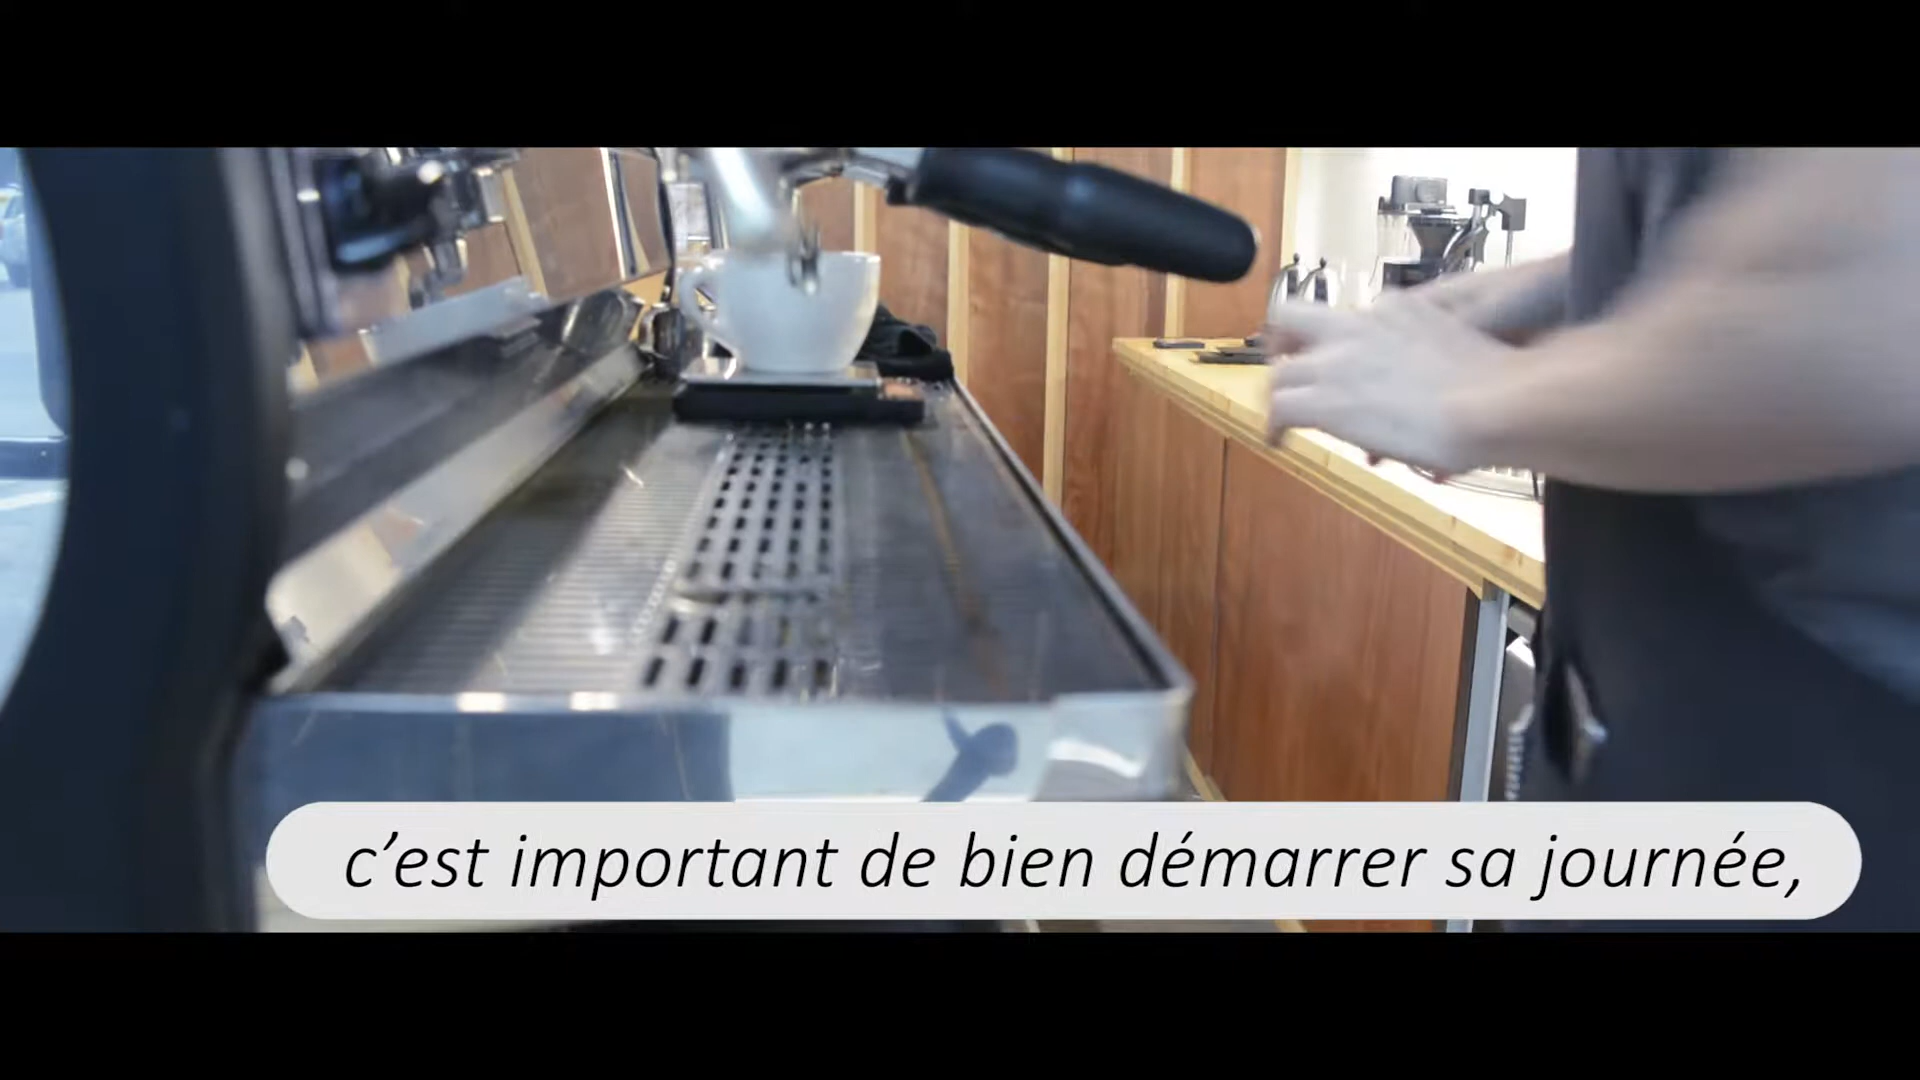 c’est important de bien démarrer sa journée,